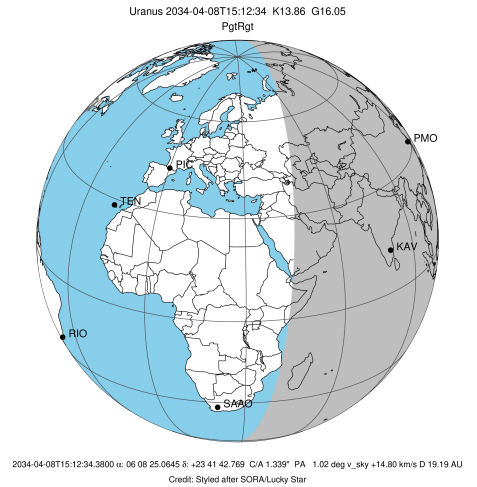 Uranus 2034-04-08T15:12:34 K13.86 G16.05
PgtRgt
PMO
PIC
TEN
KAV
RIO
SAAO
2034-04-08T15:12:34.3800 α: 06 08 25.0645 δ: +23 41 42.769 C/A 1.339" PA 1.02 deg v_sky +14.80 km/s D 19.19 AU
Credit: Styled after SORA/Lucky Star